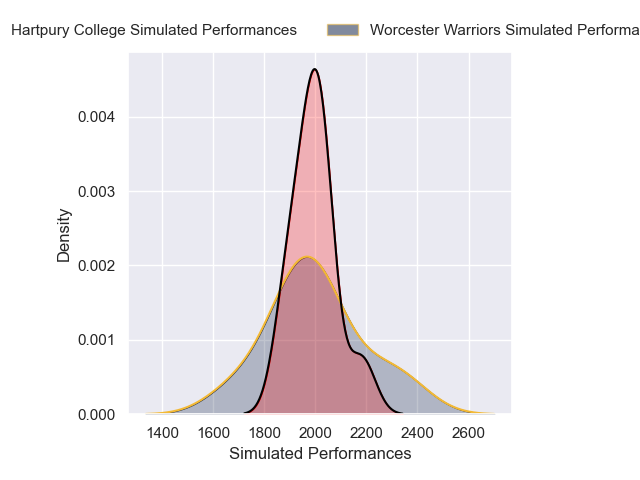 Hartpury College Simulated Performances
Worcester Warriors Simulated Performa
0.004
0.003
0.002
0.001
0.000
Density
1400 1600 1800 2000 2200 2400 2600
Simulated Performances